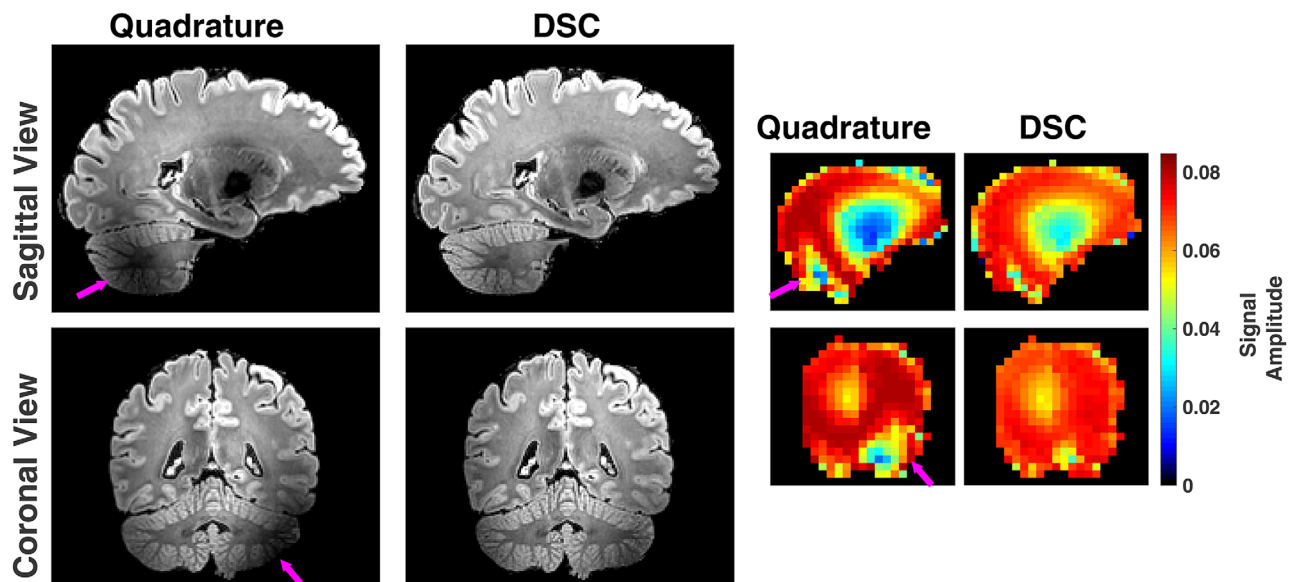 Quadrature
DSC
Sagittal View
Coronal View
Quadrature
DSC
0.08
0.06
0.04
0.02
0
Signal
Amplitude